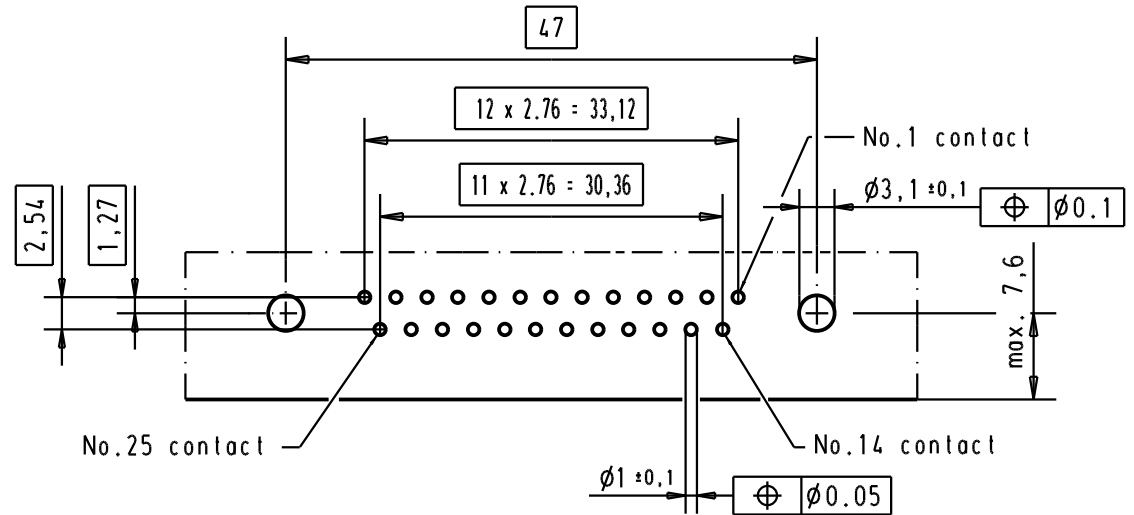 47
12 x 2.76 = 33,12
No.1 contact
11 x 2.76 = 30,36
Ø3,1 ±0,1
⌖ Ø0.1
2,54
1,27
max. 7,6
No.25 contact
No.14 contact
Ø1 ±0,1
⌖ Ø0.05